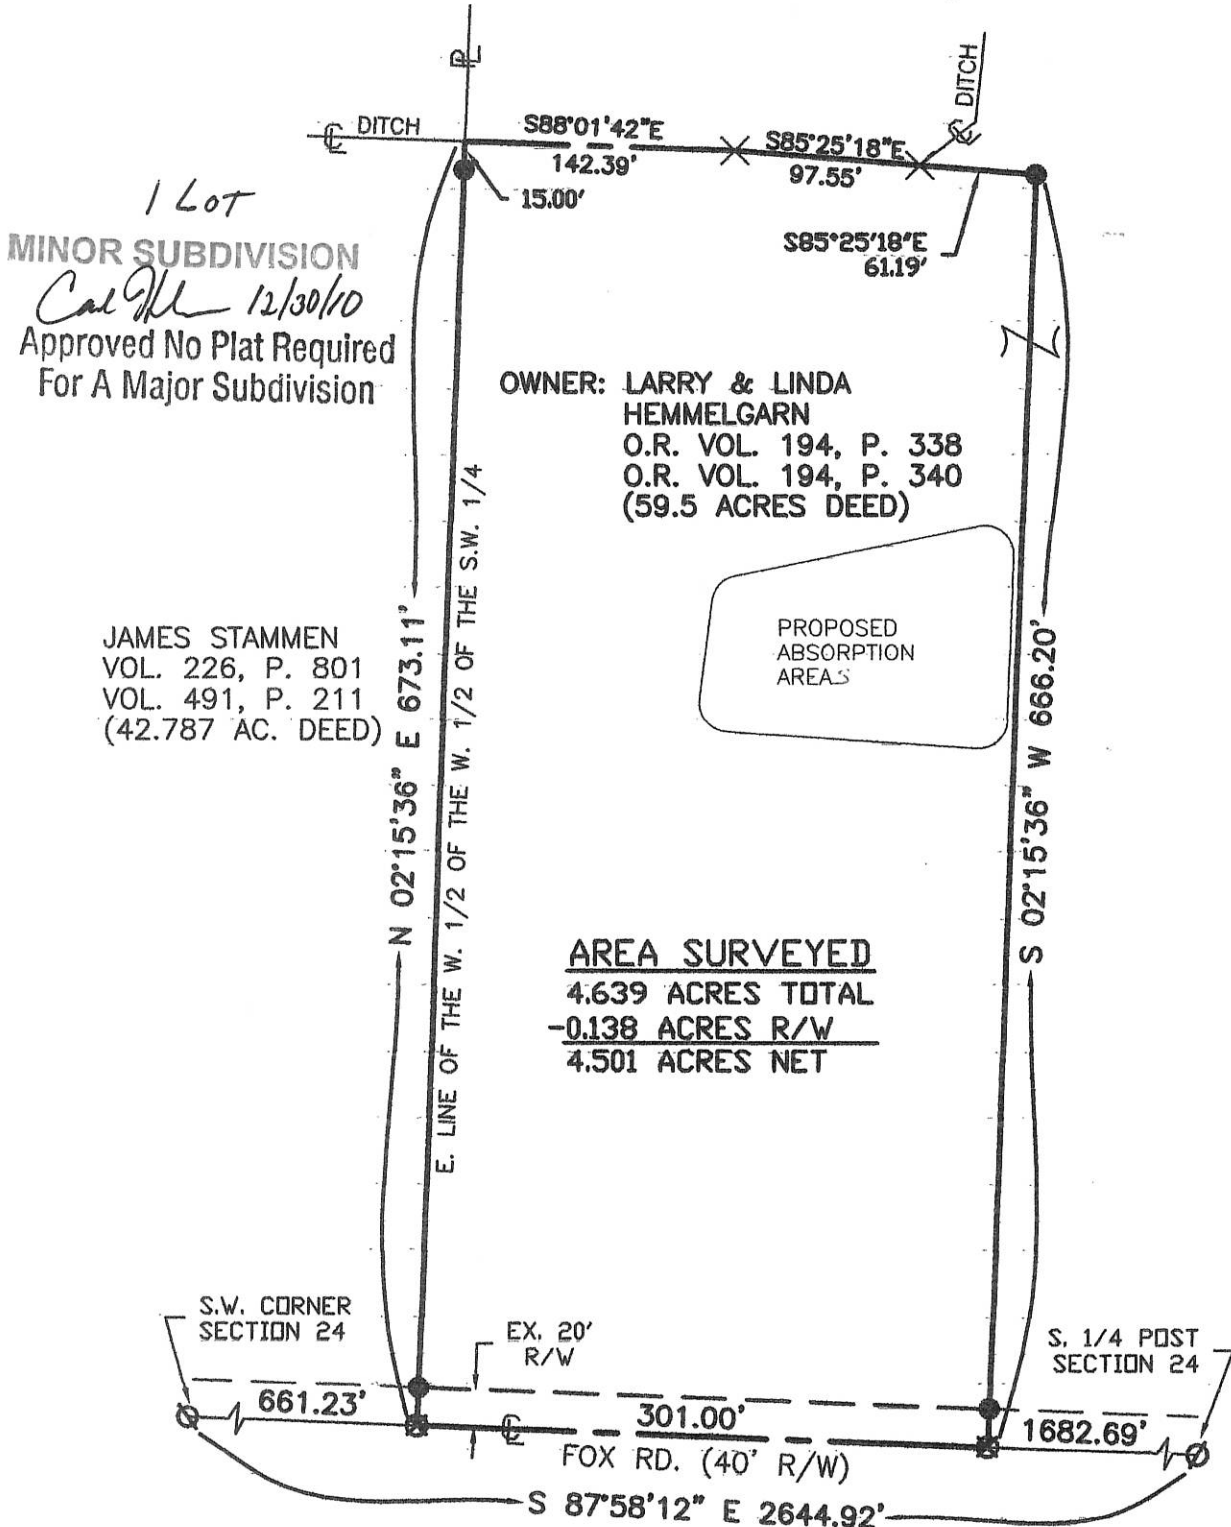 ℄ DITCH
℄ DITCH
S88°01'42"E
142.39'
S85°25'18"E
97.55'
15.00'
S85°25'18"E
61.19'
1 LOT
MINOR SUBDIVISION
12/30/10
Approved No Plat Required
For A Major Subdivision
OWNER: LARRY & LINDA
HEMMELGARN
O.R. VOL. 194, P. 338
O.R. VOL. 194, P. 340
(59.5 ACRES DEED)
JAMES STAMMEN
VOL. 226, P. 801
VOL. 491, P. 211
(42.787 AC. DEED)
N 02°15'36" E 673.11'
E. LINE OF THE W. 1/2 OF THE W. 1/2 OF THE S.W. 1/4
PROPOSED
ABSORPTION
AREAS
S 02°15'36" W 666.20'
AREA SURVEYED
4.639 ACRES TOTAL
-0.138 ACRES R/W
4.501 ACRES NET
S.W. CORNER
SECTION 24
EX. 20'
R/W
S. 1/4 POST
SECTION 24
661.23'
301.00'
1682.69'
℄
FOX RD. (40' R/W)
S 87°58'12" E 2644.92'